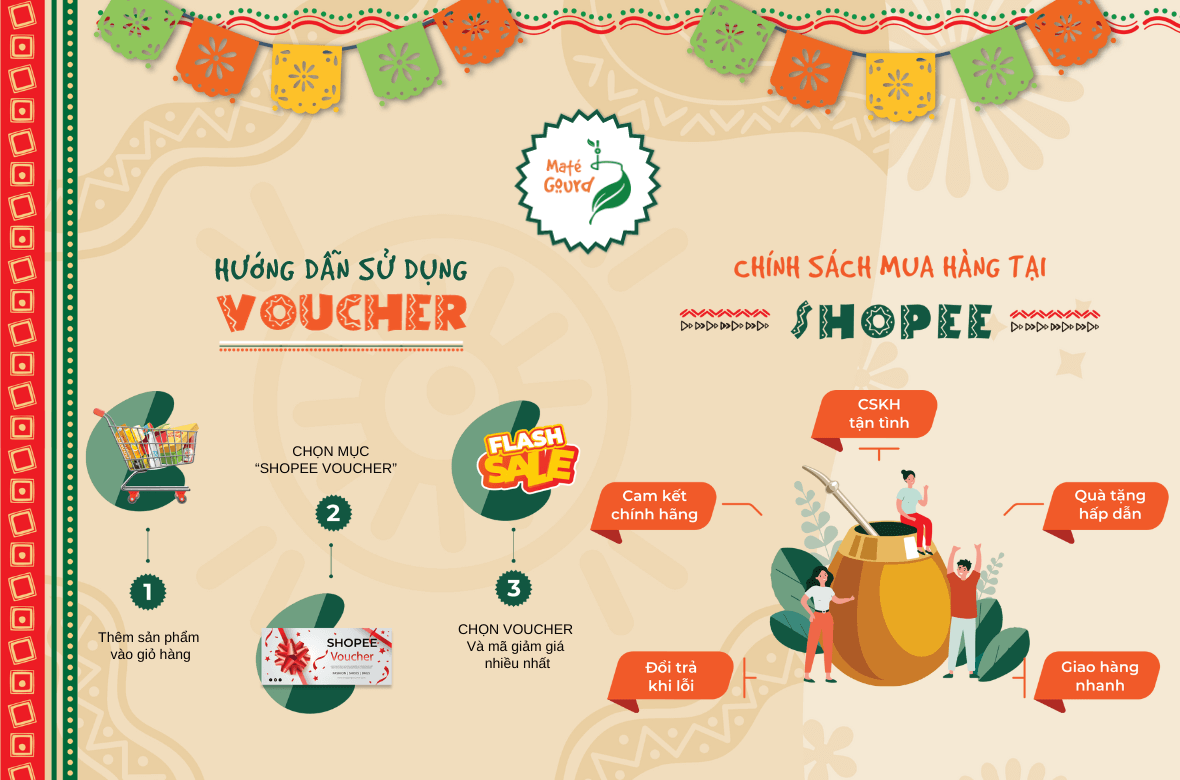 Maté
Gourd
HƯỚNG DẪN SỬ DỤNG
VOUCHER
1
Thêm sản phẩm
vào giỏ hàng
CHỌN MỤC
“SHOPEE VOUCHER”
2
SHOPEE
Voucher
FLASH
SALE
3
CHỌN VOUCHER
Và mã giảm giá
nhiều nhất
CHÍNH SÁCH MUA HÀNG TẠI
SHOPEE
CSKH
tận tình
Cam kết
chính hãng
Quà tặng
hấp dẫn
Đổi trả
khi lỗi
Giao hàng
nhanh